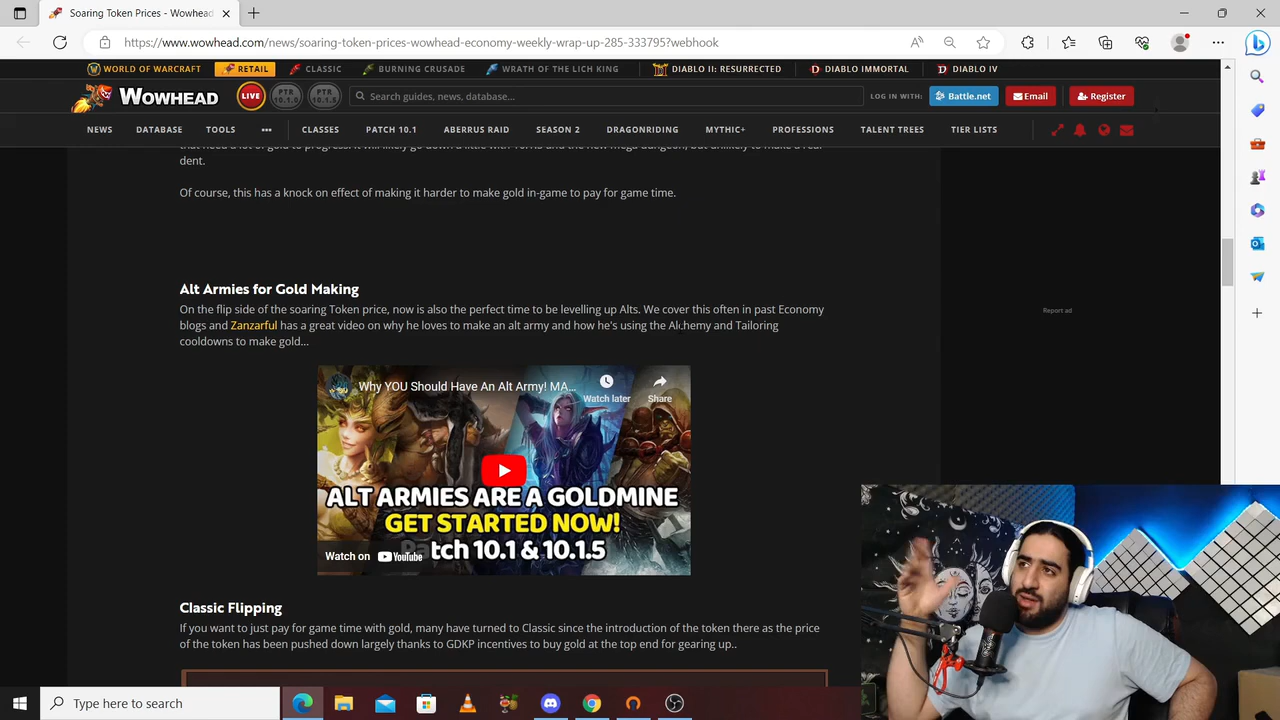 Soaring Token Prices - Wowhead
https://www.wowhead.com/news/soaring-token-prices-wowhead-economy-weekly-wrap-up-285-333795?webhook
WORLD OF WARCRAFT RETAIL CLASSIC BURNING CRUSADE WRATH OF THE LICH KING DIABLO II: RESURRECTED DIABLO IMMORTAL DIABLO IV
WOWHEAD LIVE PTR 10.1.0 PTR 10.1.5 Search guides, news, database... LOG IN WITH: Battle.net Email Register
NEWS DATABASE TOOLS ••• CLASSES PATCH 10.1 ABERRUS RAID SEASON 2 DRAGONRIDING MYTHIC+ PROFESSIONS TALENT TREES TIER LISTS
dent.
Of course, this has a knock on effect of making it harder to make gold in-game to pay for game time.
Alt Armies for Gold Making
On the flip side of the soaring Token price, now is also the perfect time to be levelling up Alts. We cover this often in past Economy
blogs and Zanzarful has a great video on why he loves to make an alt army and how he's using the Alchemy and Tailoring
cooldowns to make gold...
Report ad
Why YOU Should Have An Alt Army! MA...
Watch later Share
ALT ARMIES ARE A GOLDMINE
GET STARTED NOW!
tch 10.1 & 10.1.5
Watch on YouTube
Classic Flipping
If you want to just pay for game time with gold, many have turned to Classic since the introduction of the token there as the price
of the token has been pushed down largely thanks to GDKP incentives to buy gold at the top end for gearing up..
Type here to search